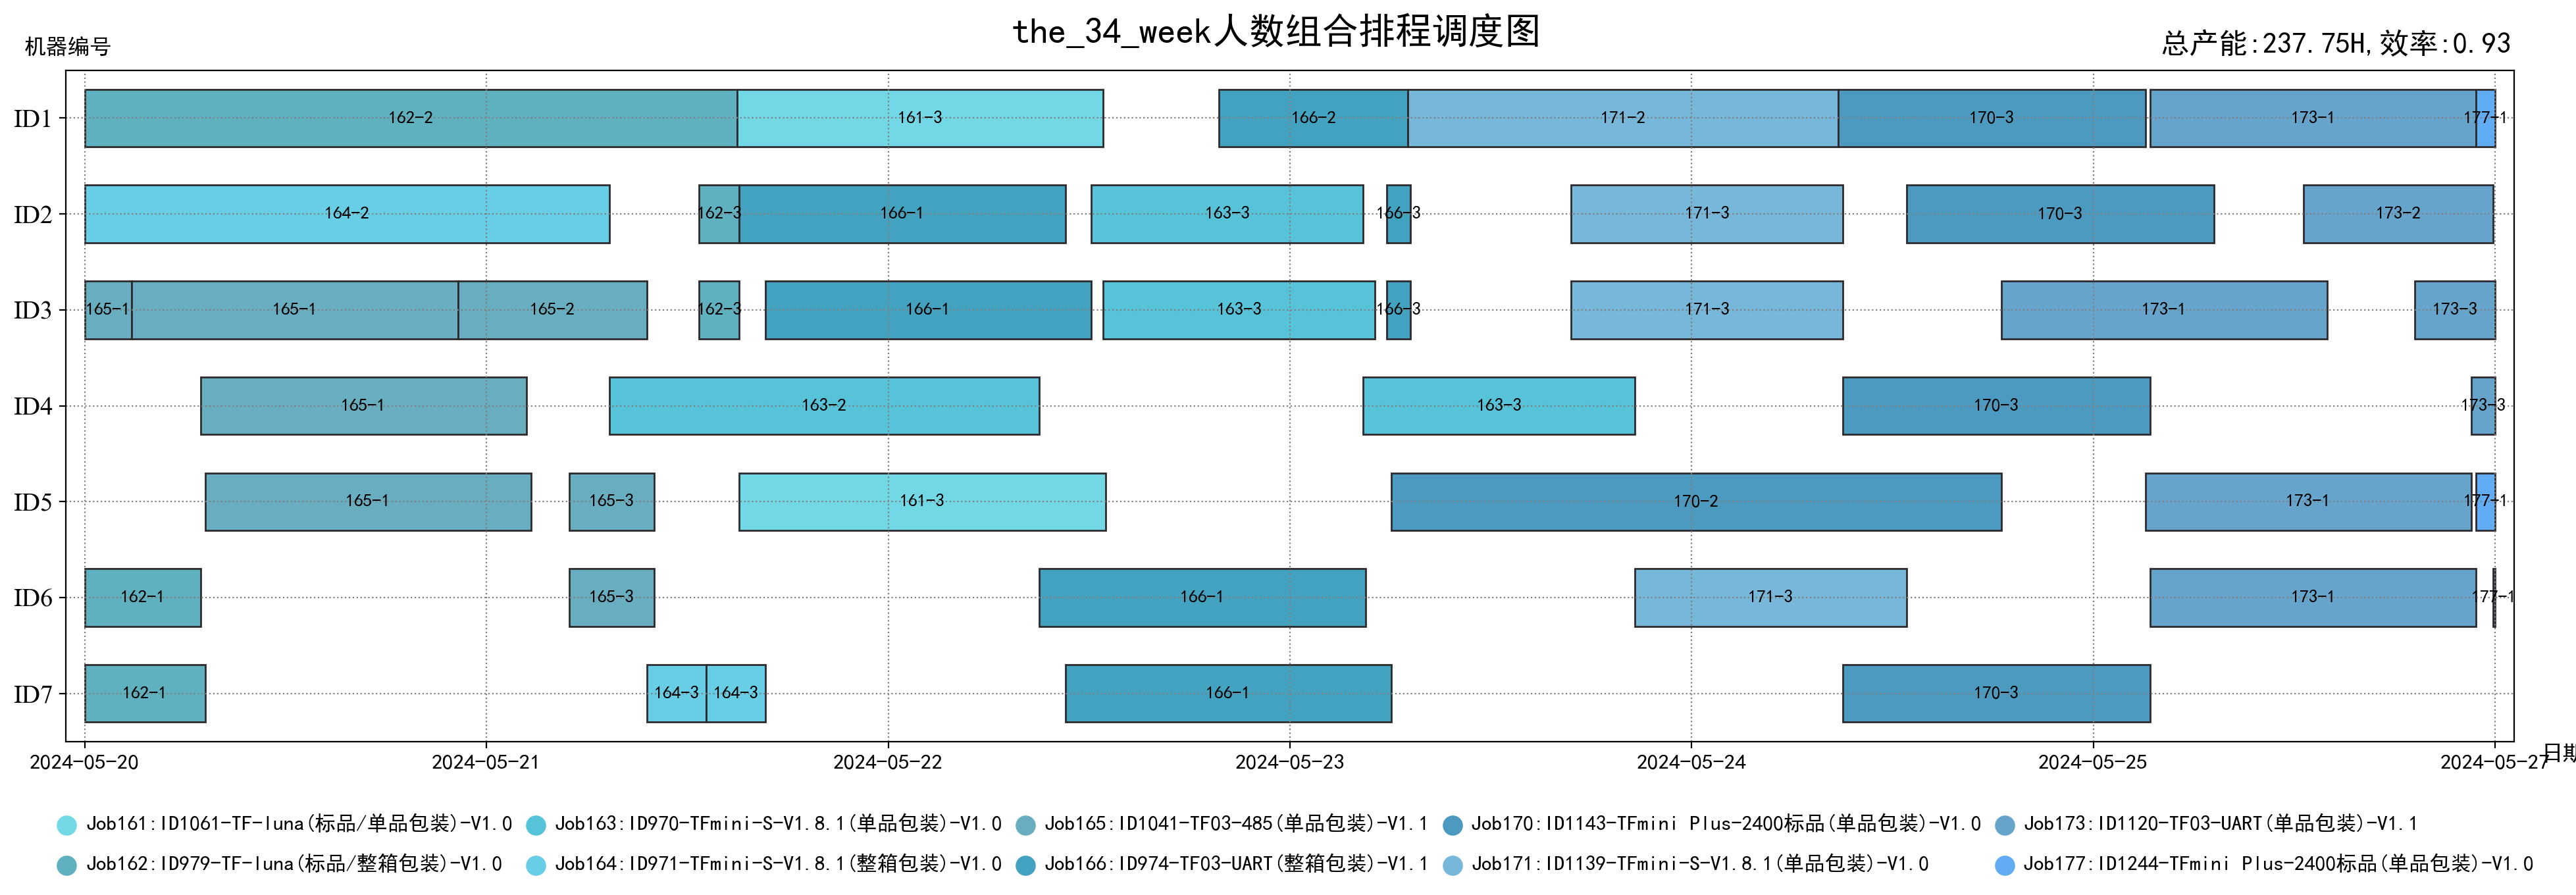 the_34_week人数组合排程调度图
机器编号
总产能:237.75H,效率:0.93
ID1 162-2 161-3 166-2 171-2 170-3 173-1 177-1
ID2 164-2 162-3 166-1 163-3 166-3 171-3 170-3 173-2
ID3 165-1 165-1 165-2 162-3 166-1 163-3 166-3 171-3 173-1 173-3
ID4 165-1 163-2 163-3 170-3 173-3
ID5 165-1 165-3 161-3 170-2 173-1 177-1
ID6 162-1 165-3 166-1 171-3 173-1 177-1
ID7 162-1 164-3 164-3 166-1 170-3
2024-05-20 2024-05-21 2024-05-22 2024-05-23 2024-05-24 2024-05-25 2024-05-27 日期
Job161:ID1061-TF-luna(标品/单品包装)-V1.0 Job163:ID970-TFmini-S-V1.8.1(单品包装)-V1.0 Job165:ID1041-TF03-485(单品包装)-V1.1 Job170:ID1143-TFmini Plus-2400标品(单品包装)-V1.0 Job173:ID1120-TF03-UART(单品包装)-V1.1
Job162:ID979-TF-luna(标品/整箱包装)-V1.0 Job164:ID971-TFmini-S-V1.8.1(整箱包装)-V1.0 Job166:ID974-TF03-UART(整箱包装)-V1.1 Job171:ID1139-TFmini-S-V1.8.1(单品包装)-V1.0 Job177:ID1244-TFmini Plus-2400标品(单品包装)-V1.0